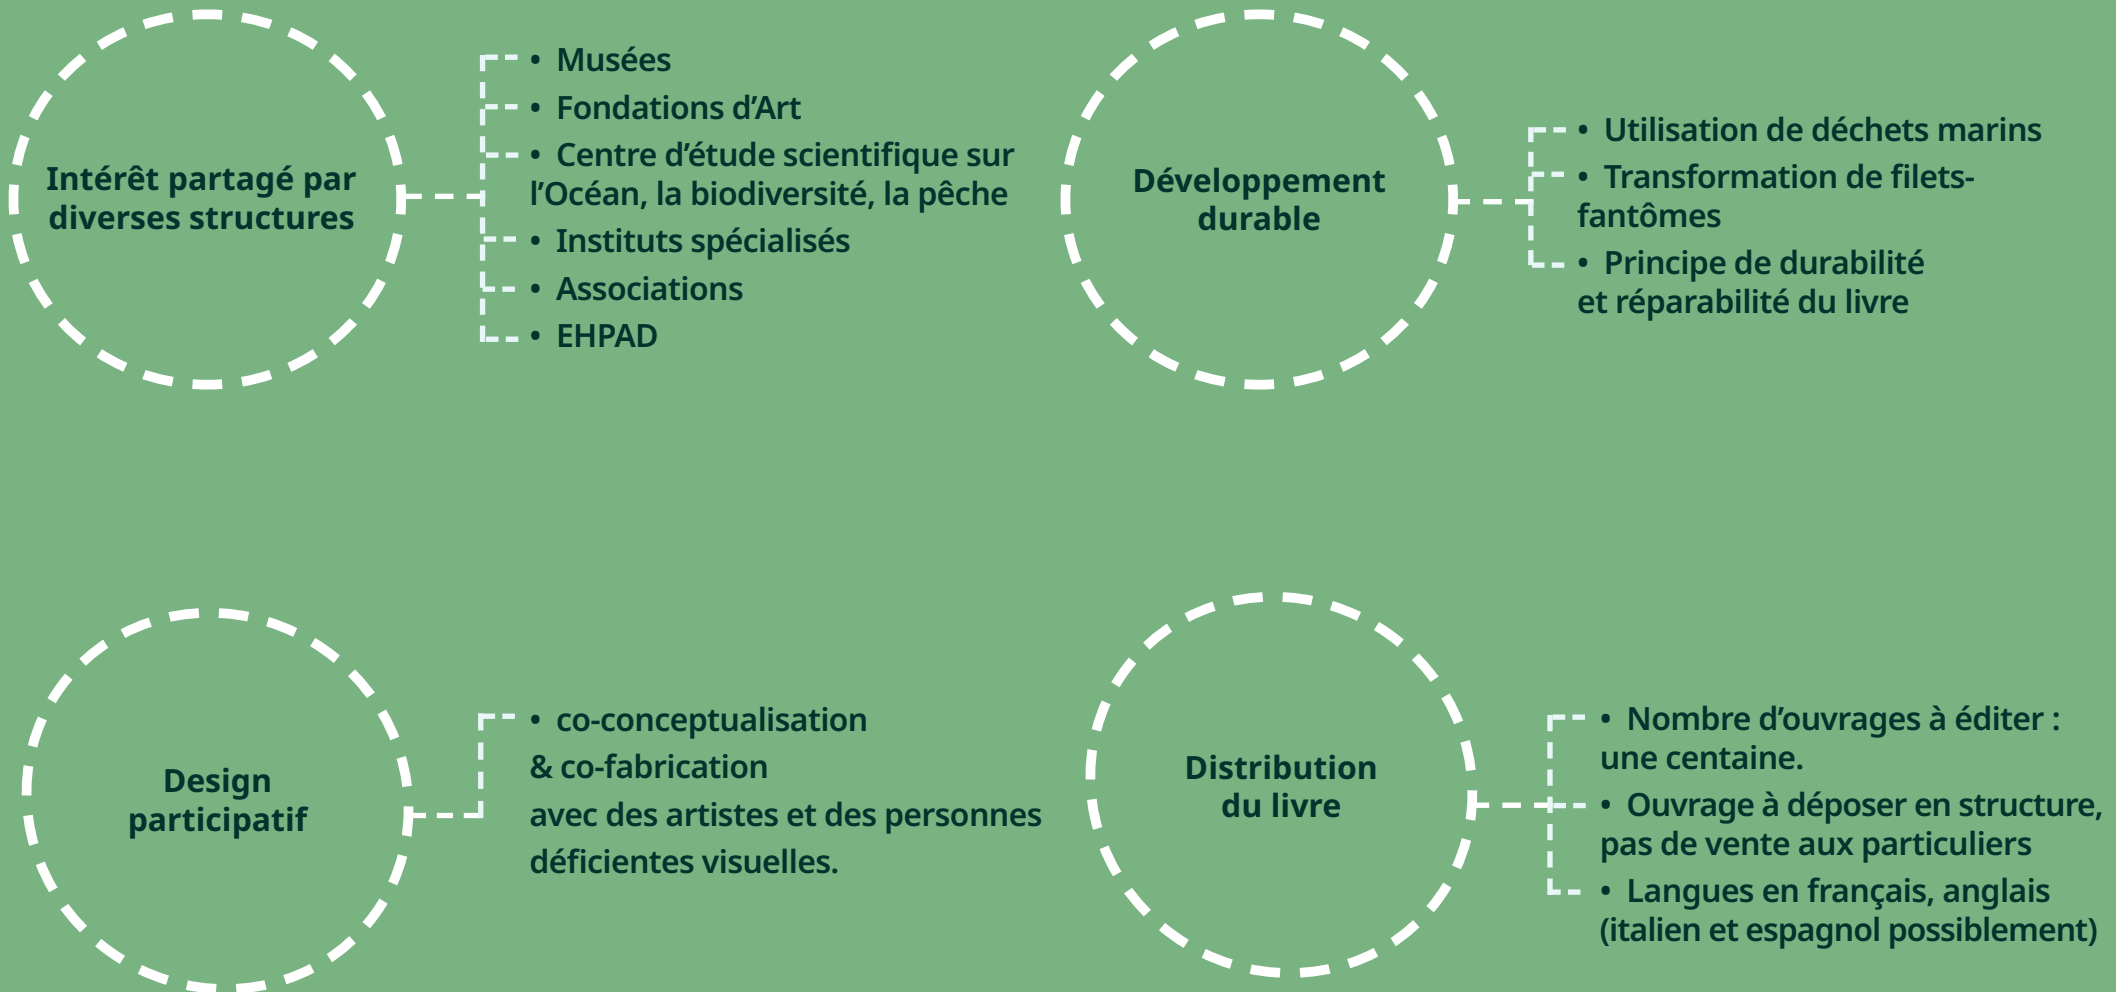 Intérêt partagé par
diverses structures
• Musées
• Fondations d’Art
• Centre d’étude scientifique sur
l’Océan, la biodiversité, la pêche
• Instituts spécialisés
• Associations
• EHPAD
Développement
durable
• Utilisation de déchets marins
• Transformation de filets-
fantômes
• Principe de durabilité
et réparabilité du livre
Design
participatif
• co-conceptualisation
& co-fabrication
avec des artistes et des personnes
déficientes visuelles.
Distribution
du livre
• Nombre d’ouvrages à éditer :
une centaine.
• Ouvrage à déposer en structure,
pas de vente aux particuliers
• Langues en français, anglais
(italien et espagnol possiblement)